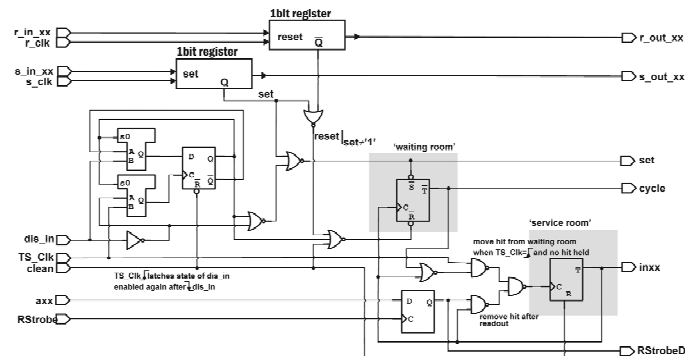 1bit register
r_in_xx
r_clk
reset Q
r_out_xx
1bit register
s_in_xx
s_clk
set
Q
s_out_xx
set
reset|set≠'1'
'waiting room'
s0
A
B
Q
D Q
C Q
R
s0
A
B
Q
set
S
C T
R
cycle
'service room'
dis_in
TS_Clk
clean
move hit from waiting room
when TS_Clk= and no hit held
T
C
R
inxx
TS_Clk latches state of dis_in
enabled again after dis_in
axx
RStrobe
D Q
C
remove hit after
readout
RStrobeD